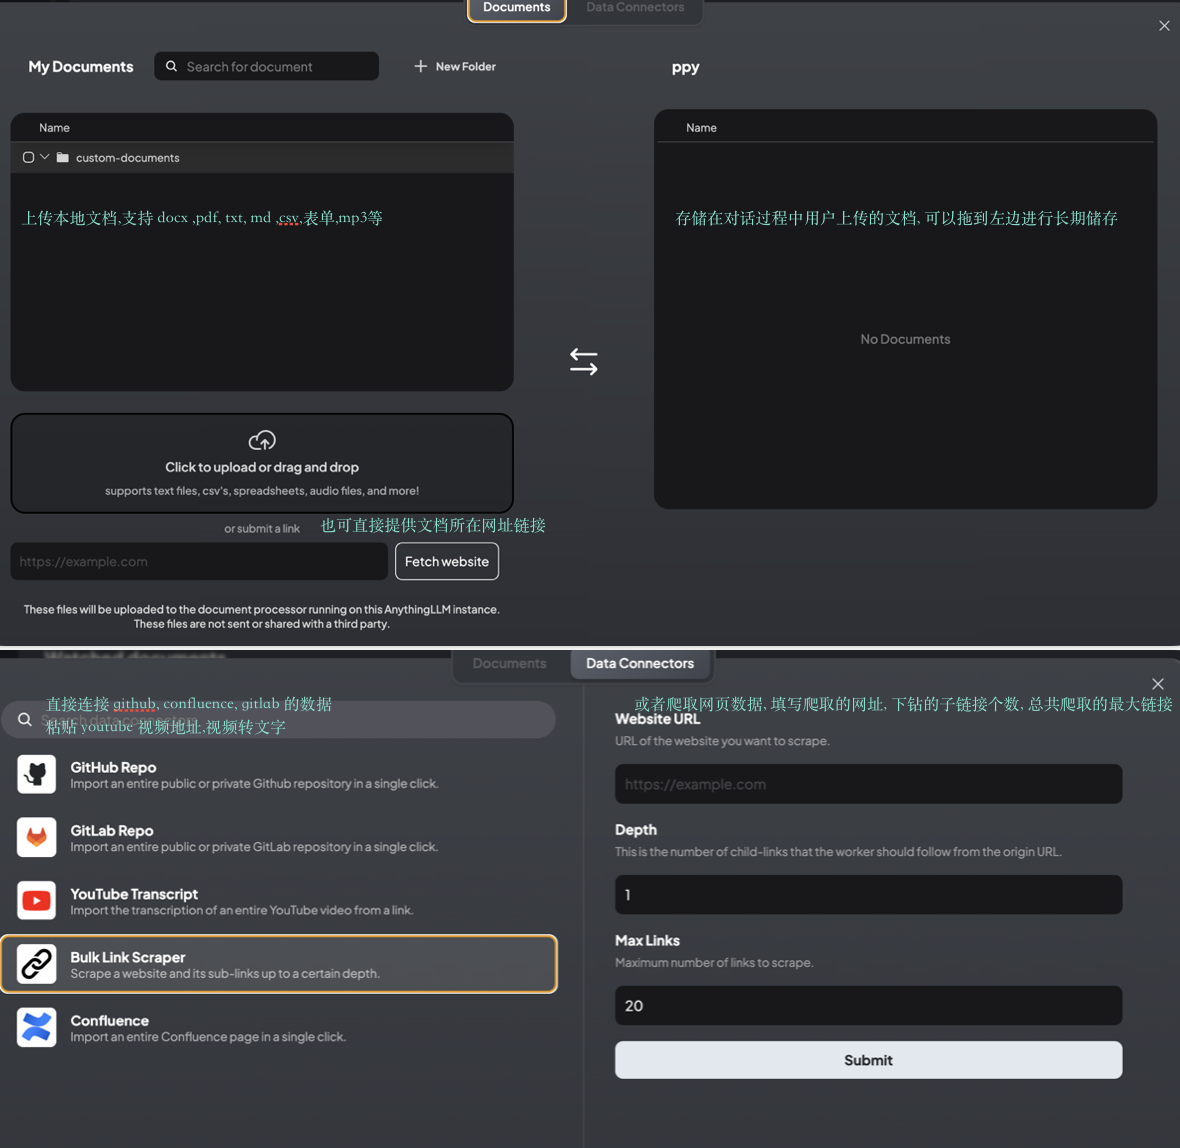 Documents
Data Connectors
My Documents
Search for document
New Folder
ppy
Name
Name
custom-documents
上传本地文档,支持 docx ,pdf, txt, md ,csv,表单,mp3等
存储在对话过程中用户上传的文档, 可以拖到左边进行长期储存
No Documents
Click to upload or drag and drop
supports text files, csv's, spreadsheets, audio files, and more!
or submit a link
也可直接提供文档所在网址链接
https://example.com
Fetch website
These files will be uploaded to the document processor running on this AnythingLLM instance.
These files are not sent or shared with a third party.
Watched documents
Documents
Data Connectors
直接连接 github, confluence, gitlab 的数据
粘贴 youtube 视频地址,视频转文字
Search data connectors
GitHub Repo
Import an entire public or private Github repository in a single click.
GitLab Repo
Import an entire public or private GitLab repository in a single click.
YouTube Transcript
Import the transcription of an entire YouTube video from a link.
Bulk Link Scraper
Scrape a website and its sub-links up to a certain depth.
Confluence
Import an entire Confluence page in a single click.
或者爬取网页数据, 填写爬取的网址, 下钻的子链接个数, 总共爬取的最大链接
Website URL
URL of the website you want to scrape.
https://example.com
Depth
This is the number of child-links that the worker should follow from the origin URL.
1
Max Links
Maximum number of links to scrape.
20
Submit